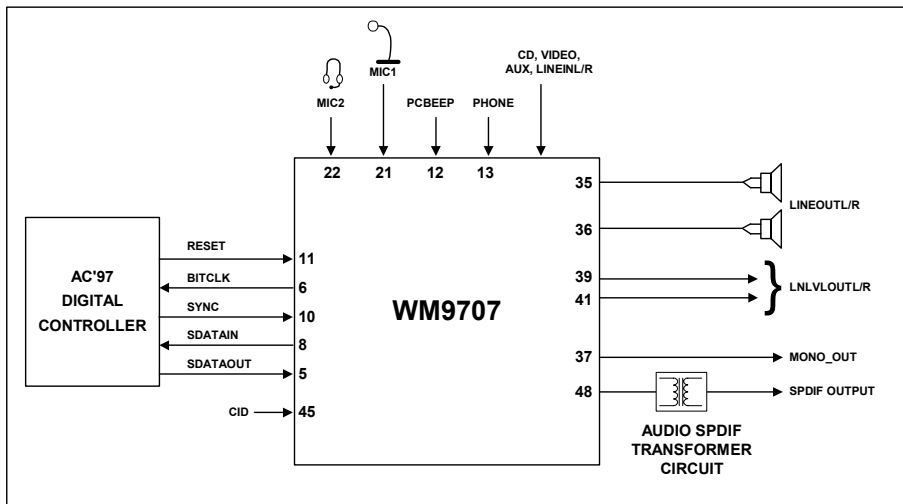 CD, VIDEO,
AUX, LINEINL/R
MIC1
MIC2
PCBEEP
PHONE
22
21
12
13
35
LINEOUTL/R
36
AC'97
DIGITAL
CONTROLLER
RESET
11
BITCLK
6
SYNC
10
SDATAIN
8
SDATAOUT
5
CID
45
WM9707
39
41
}
LNLVLOUTL/R
37
MONO_OUT
48
SPDIF OUTPUT
AUDIO SPDIF
TRANSFORMER
CIRCUIT